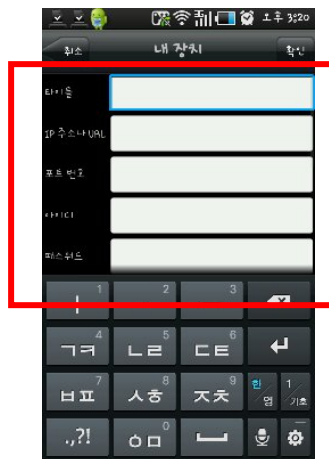 오후 3:20
취소 내 장치 확인
타이틀
IP 주소나 URL
포트 번호
아이디
패스워드
ㅣ 1 2 3
ㄱㅋ 4 ㄴㄹ 5 ㄷㅌ 6
ㅂㅍ 7 ㅅㅎ 8 ㅈㅊ 9 한/영 1/기호
.,?! ㅇㅁ 0